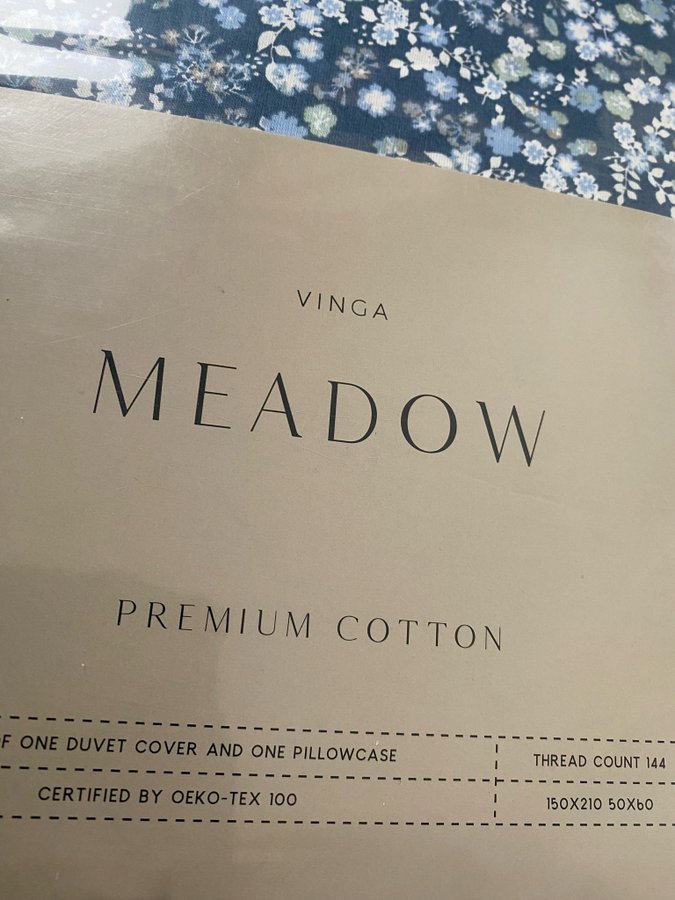 VINGA
MEADOW
PREMIUM COTTON
OF ONE DUVET COVER AND ONE PILLOWCASE
THREAD COUNT 144
CERTIFIED BY OEKO-TEX 100
150X210 50X60